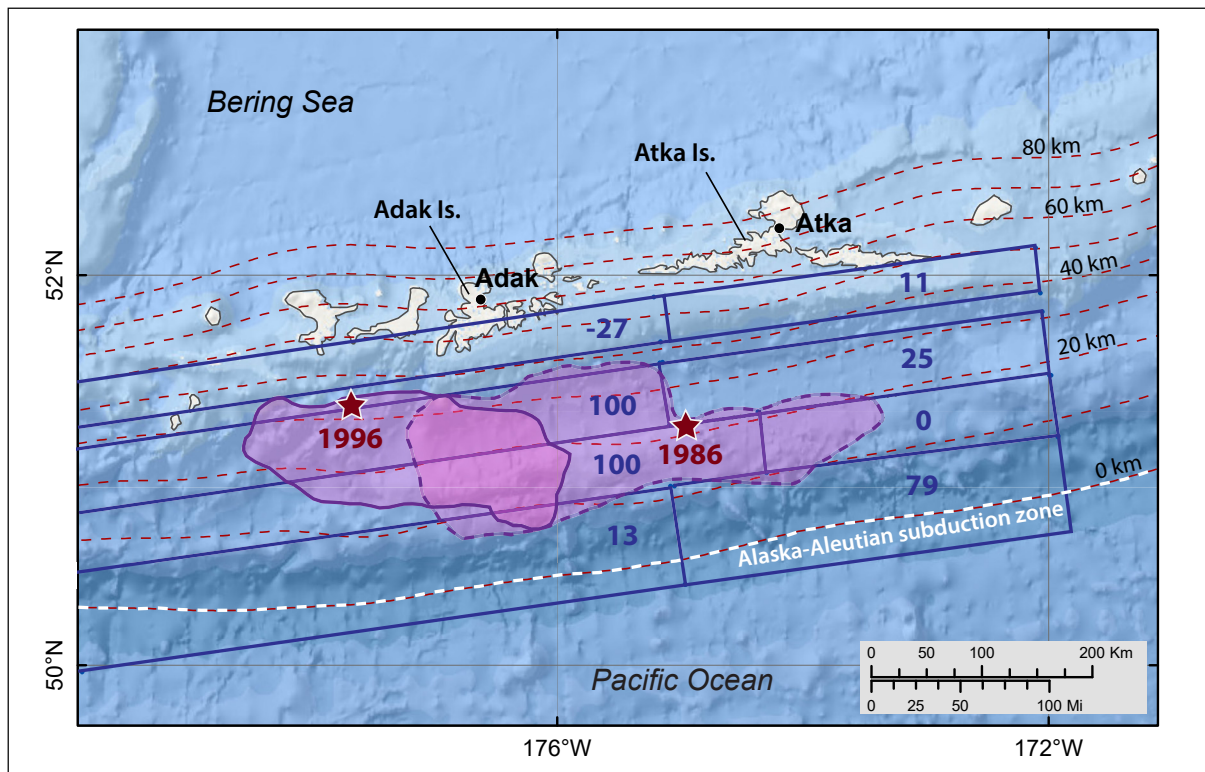 Bering Sea
80 km
Atka Is.
60 km
Adak Is.
Atka
52°N
40 km
Adak
11
-27
20 km
25
100
0
1996
1986
100
0 km
79
13
Alaska-Aleutian subduction zone
50°N
0 50 100 200 Km
Pacific Ocean
0 25 50 100 Mi
176°W 172°W